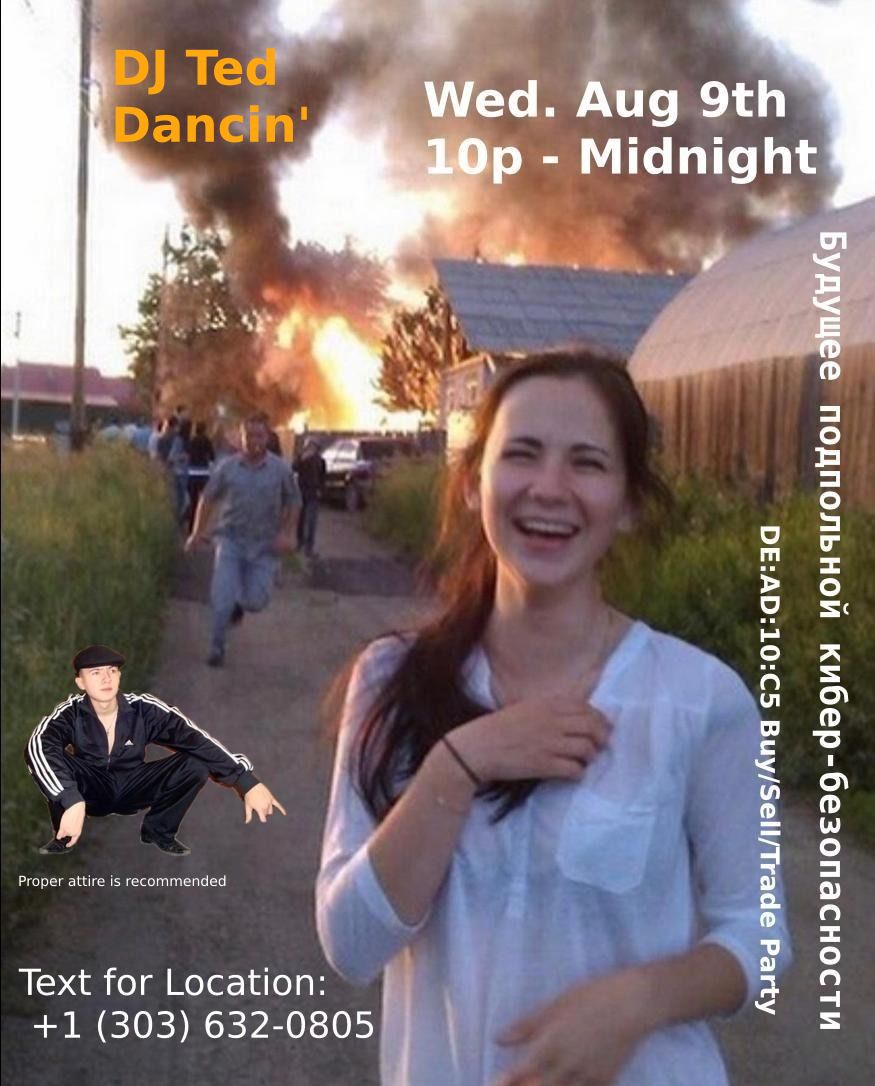 DJ Ted
Dancin'
Wed. Aug 9th
10p - Midnight
Будущее подпольной кибер-безопасности
DE:AD:10:C5 Buy/Sell/Trade Party
Proper attire is recommended
Text for Location:
+1 (303) 632-0805